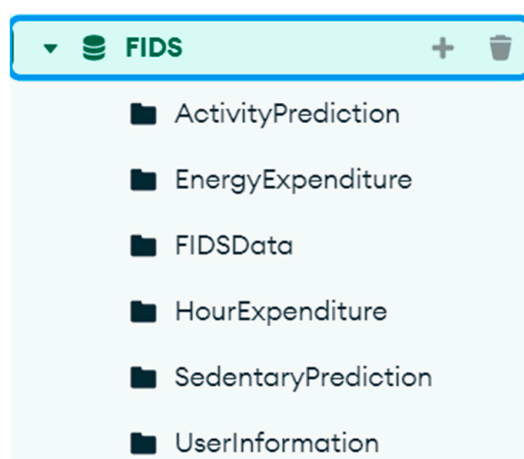 FIDS
ActivityPrediction
EnergyExpenditure
FIDSData
HourExpenditure
SedentaryPrediction
UserInformation